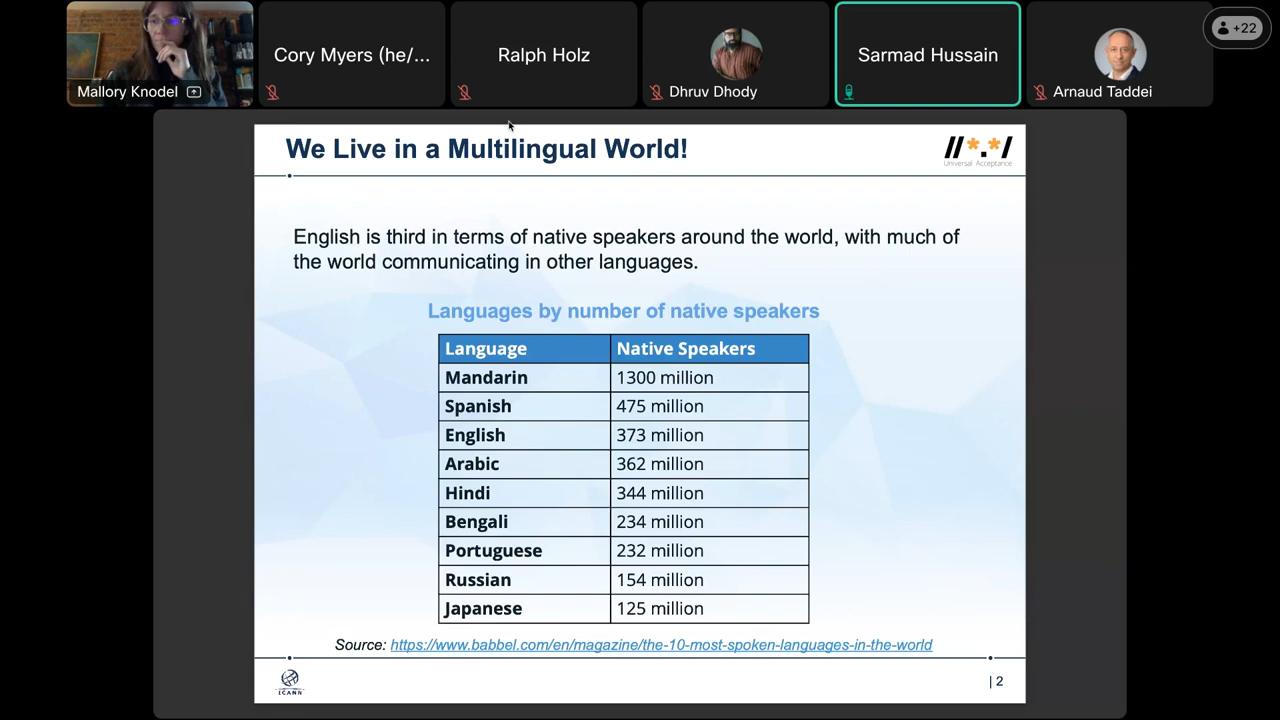 Mallory Knodel
Cory Myers (he/...
Ralph Holz
Dhruv Dhody
Sarmad Hussain
Arnaud Taddei
+22
We Live in a Multilingual World!
//*.*/
Universal Acceptance
English is third in terms of native speakers around the world, with much of
the world communicating in other languages.
Languages by number of native speakers
Language Native Speakers
Mandarin 1300 million
Spanish 475 million
English 373 million
Arabic 362 million
Hindi 344 million
Bengali 234 million
Portuguese 232 million
Russian 154 million
Japanese 125 million
Source: https://www.babbel.com/en/magazine/the-10-most-spoken-languages-in-the-world
ICANN
| 2